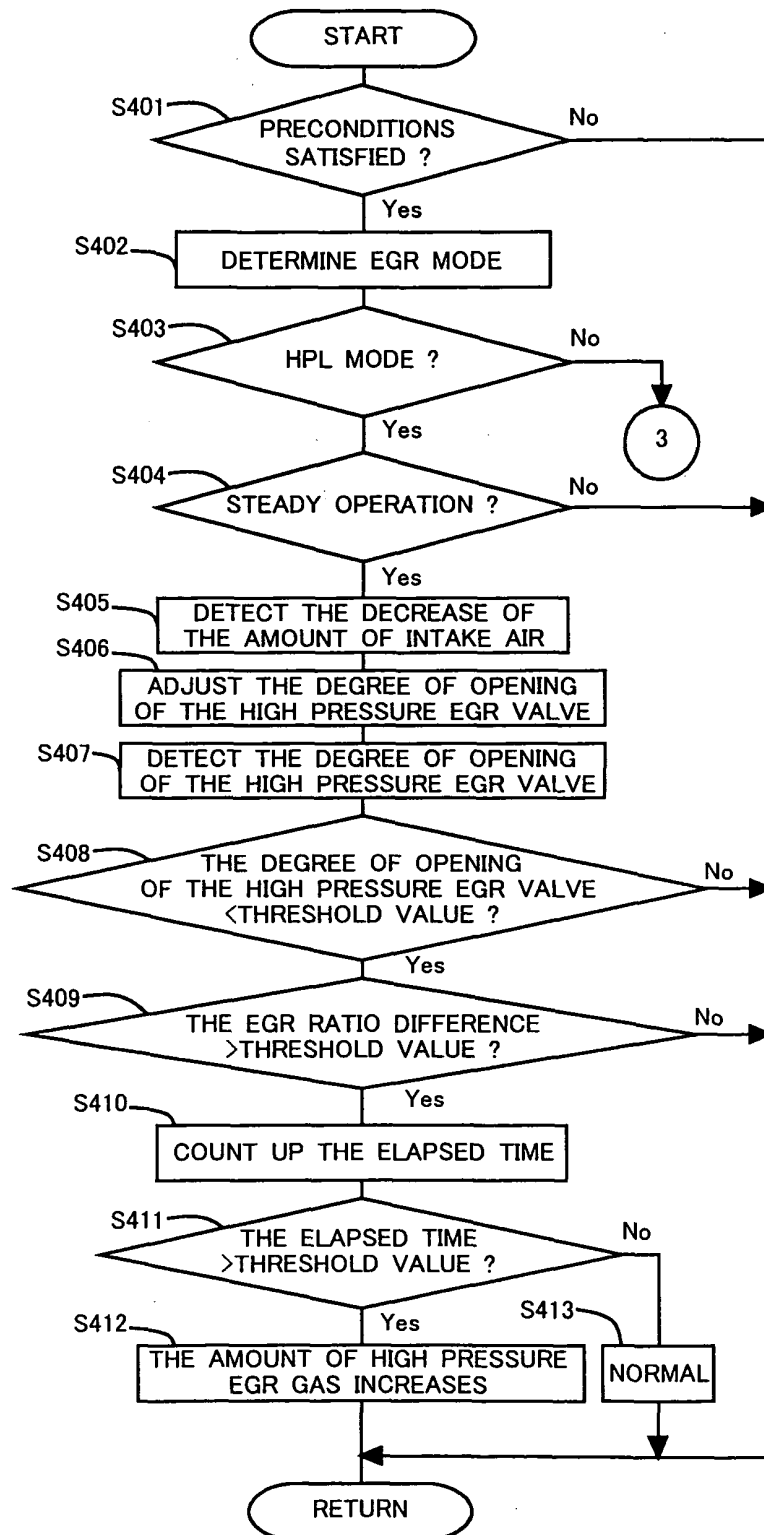 START
S401
PRECONDITIONS
SATISFIED ?
No
Yes
S402
DETERMINE EGR MODE
S403
HPL MODE ?
No
3
Yes
S404
STEADY OPERATION ?
No
Yes
S405
DETECT THE DECREASE OF
THE AMOUNT OF INTAKE AIR
S406
ADJUST THE DEGREE OF OPENING
OF THE HIGH PRESSURE EGR VALVE
S407
DETECT THE DEGREE OF OPENING
OF THE HIGH PRESSURE EGR VALVE
S408
THE DEGREE OF OPENING
OF THE HIGH PRESSURE EGR VALVE
<THRESHOLD VALUE ?
No
Yes
S409
THE EGR RATIO DIFFERENCE
>THRESHOLD VALUE ?
No
Yes
S410
COUNT UP THE ELAPSED TIME
S411
THE ELAPSED TIME
>THRESHOLD VALUE ?
No
Yes
S412
THE AMOUNT OF HIGH PRESSURE
EGR GAS INCREASES
S413
NORMAL
RETURN